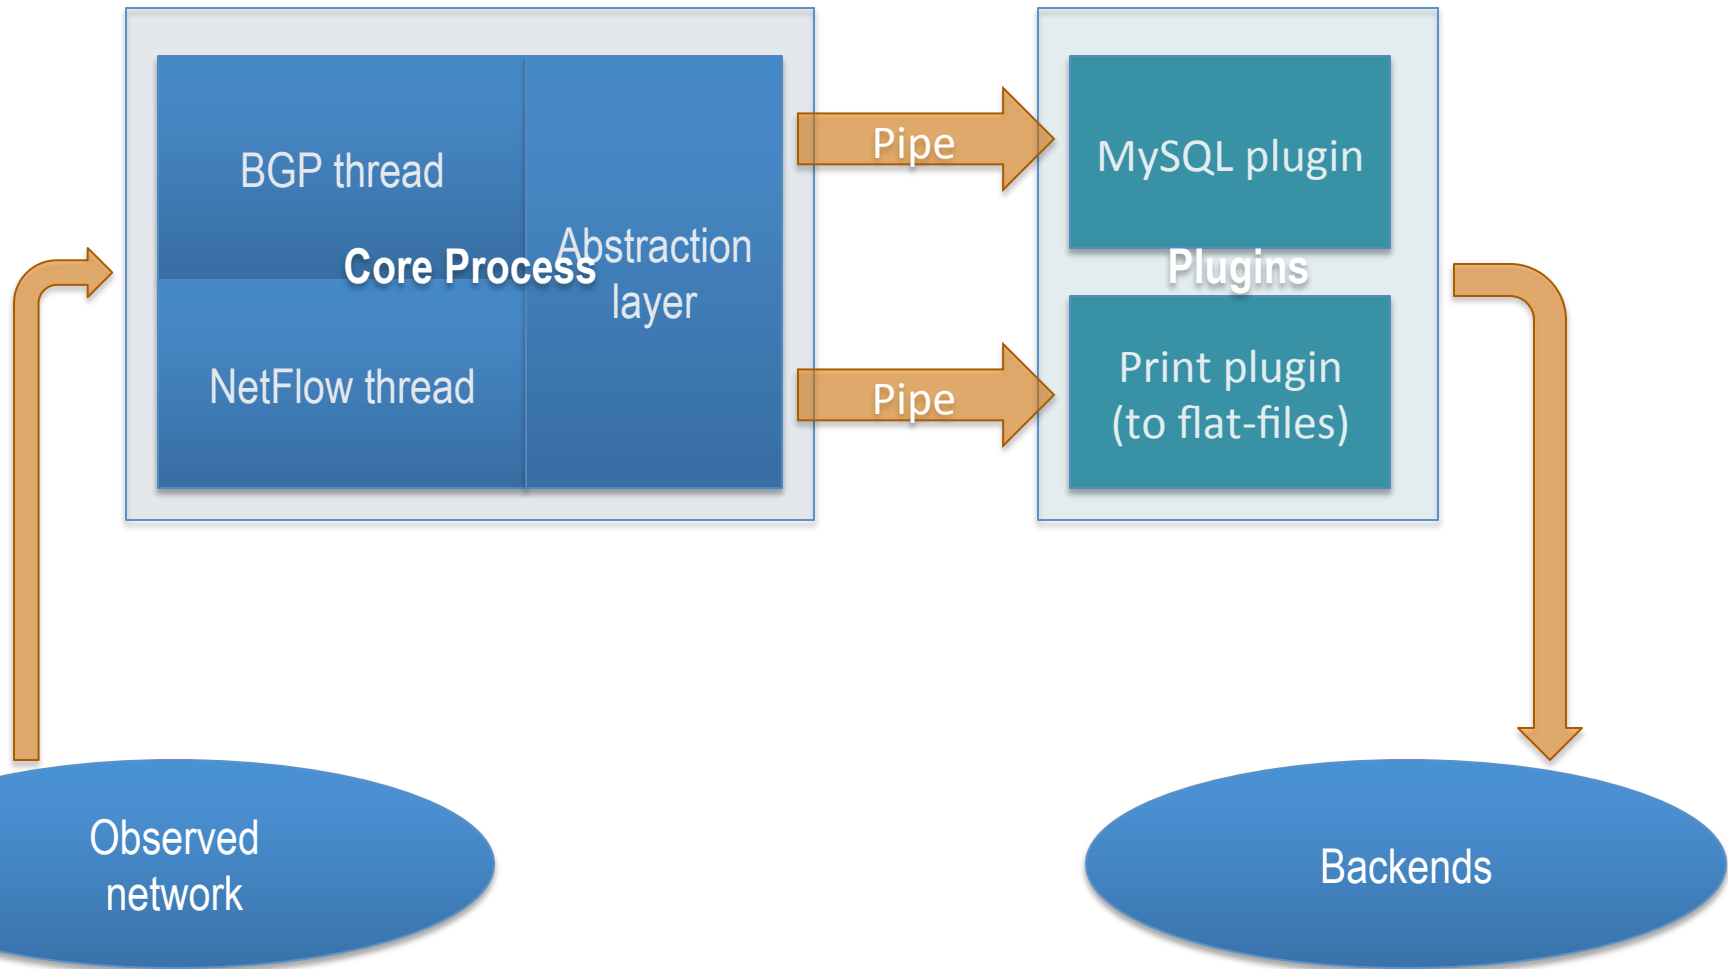 BGP thread
Core Process
Abstraction
layer
NetFlow thread
Pipe
Pipe
MySQL plugin
Plugins
Print plugin
(to flat-files)
Observed
network
Backends